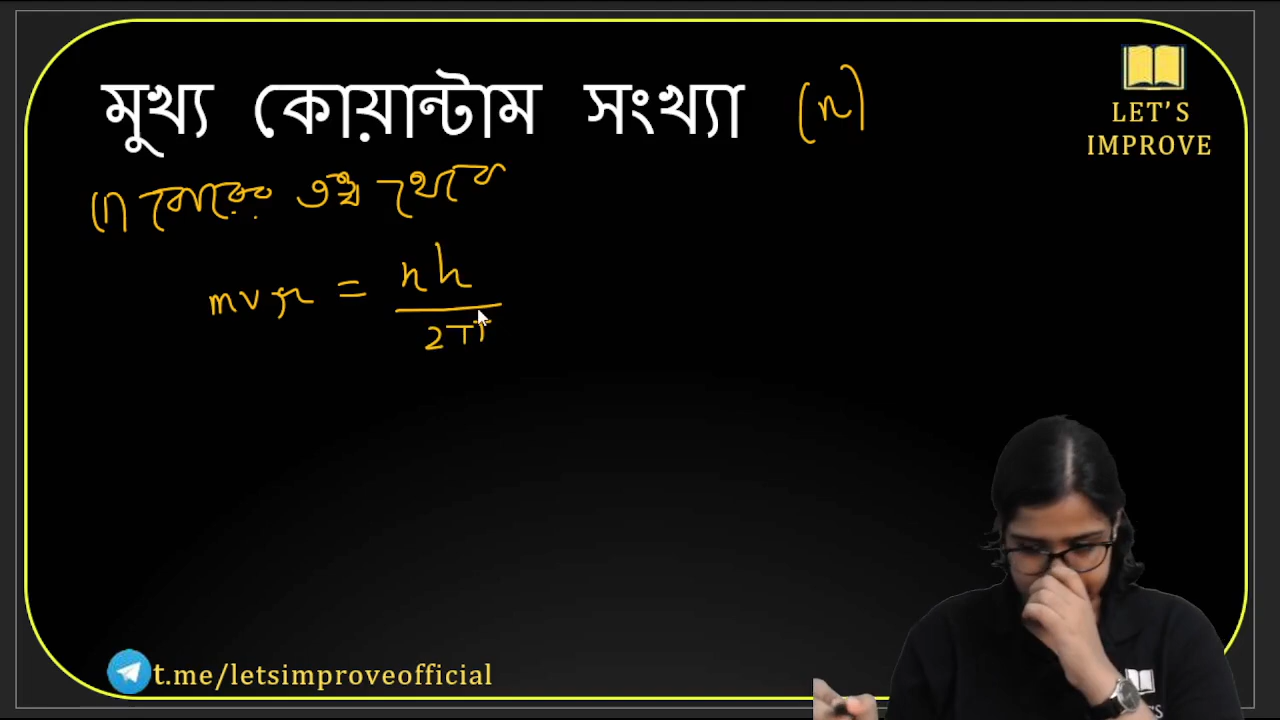 মুখ্য কোয়ান্টাম সংখ্যা (n)
LET'S
IMPROVE
(i) বোরের তত্ত্ব থেকে
mvr = nh / 2π
t.me/letsimproveofficial